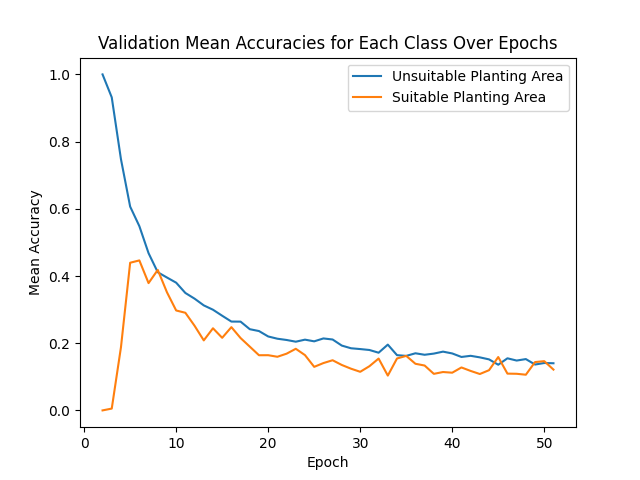 Validation Mean Accuracies for Each Class Over Epochs
Unsuitable Planting Area
Suitable Planting Area
Mean Accuracy
1.0
0.8
0.6
0.4
0.2
0.0
0 10 20 30 40 50
Epoch